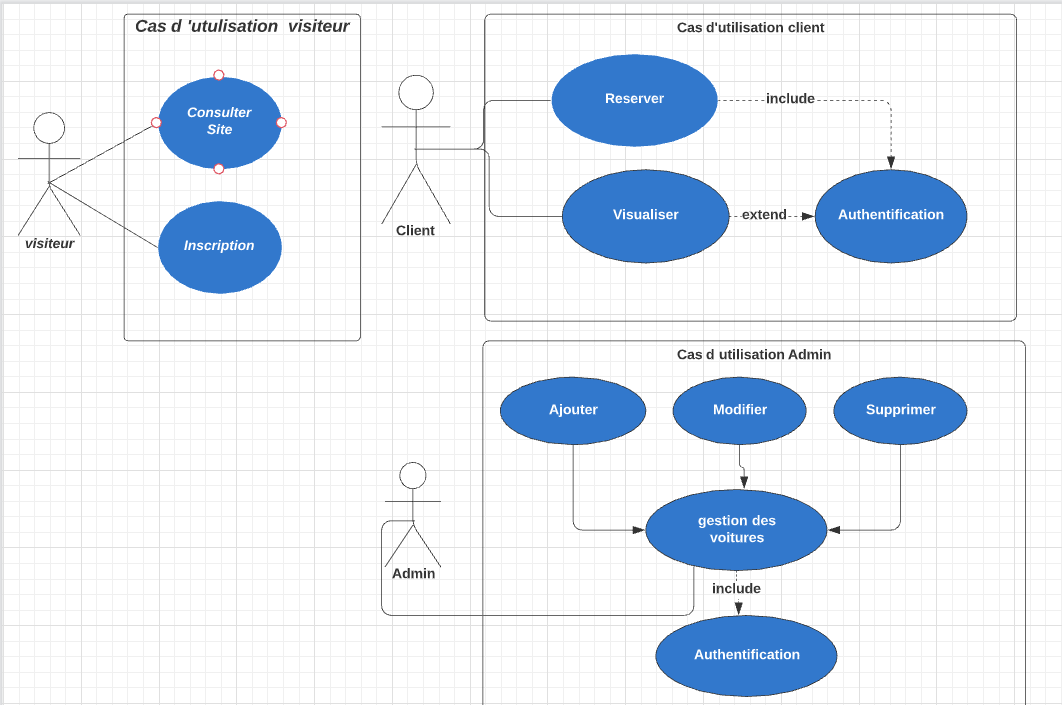 Cas d 'utulisation  visiteur
Consulter
Site
Inscription
visiteur
Cas d'utilisation client
Reserver
include
Visualiser
extend
Authentification
Client
Cas d utilisation Admin
Ajouter
Modifier
Supprimer
gestion des
voitures
Admin
include
Authentification